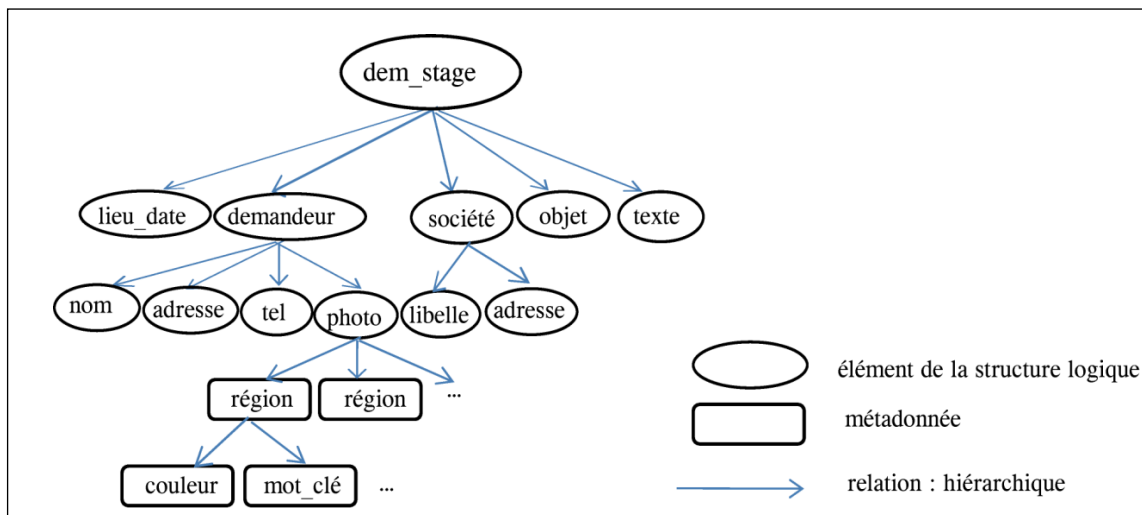 dem_stage
lieu_date demandeur société objet texte
nom adresse tel photo libelle adresse
région région ...
couleur mot_clé ...
élément de la structure logique
métadonnée
relation : hiérarchique